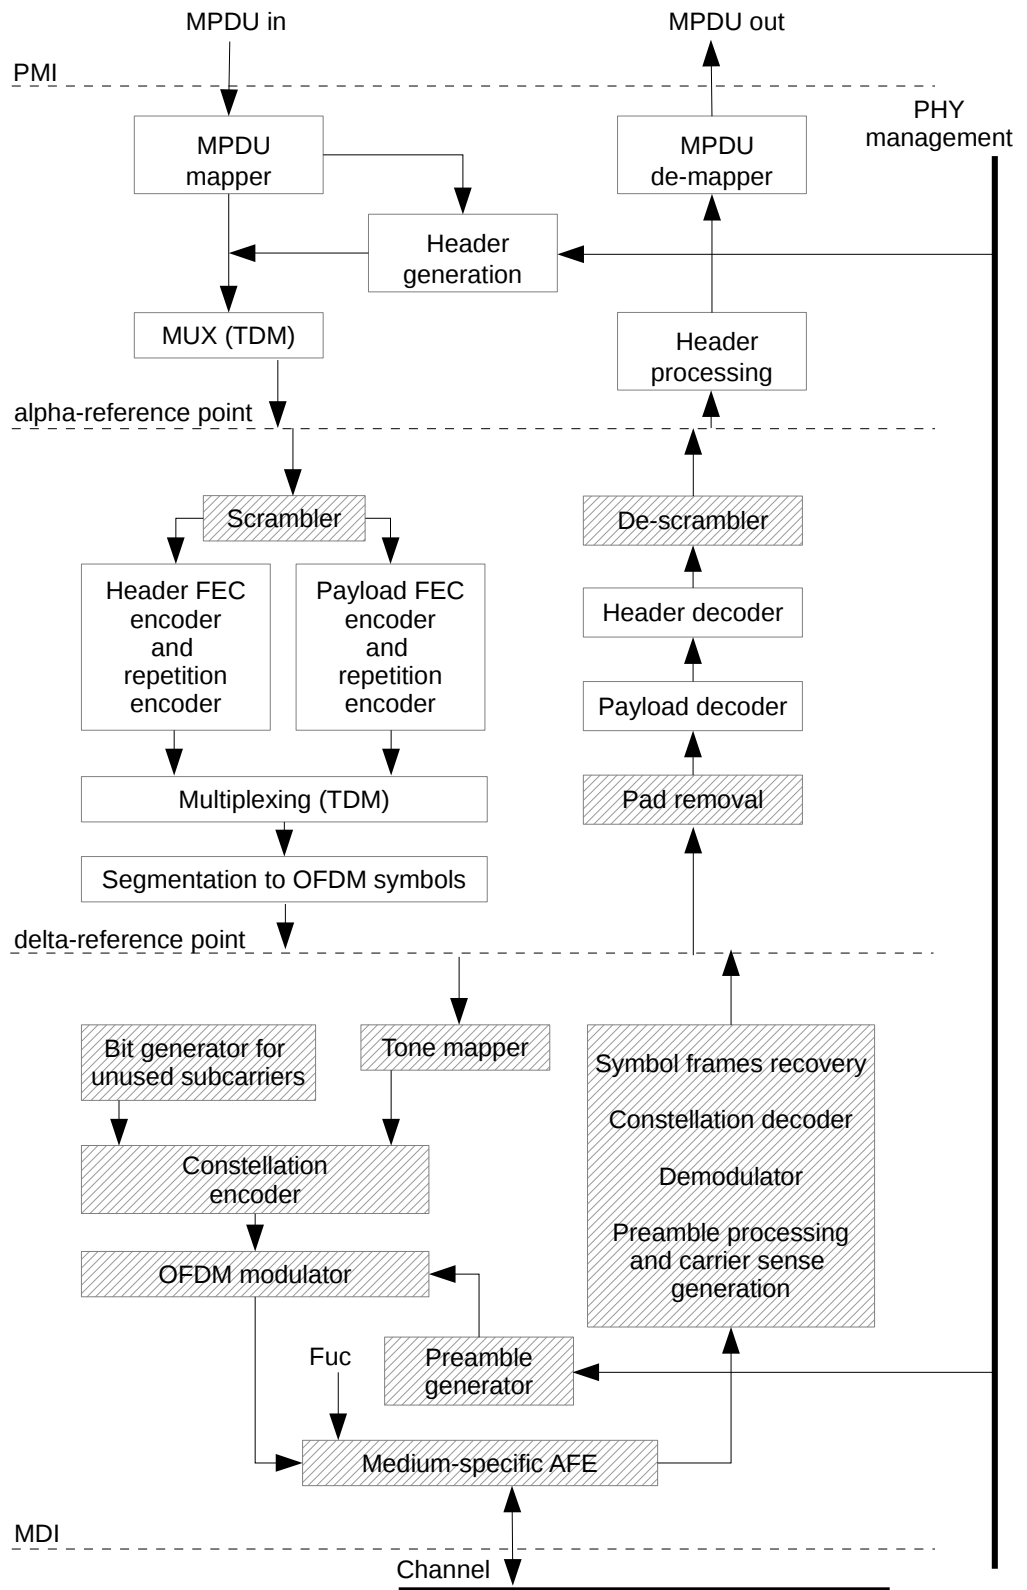 MPDU in
MPDU out
PMI
PHY
management
MPDU
mapper
MPDU
de-mapper
Header
generation
MUX (TDM)
Header
processing
alpha-reference point
Scrambler
De-scrambler
Header FEC
encoder
and
repetition
encoder
Payload FEC
encoder
and
repetition
encoder
Header decoder
Payload decoder
Multiplexing (TDM)
Pad removal
Segmentation to OFDM symbols
delta-reference point
Bit generator for
unused subcarriers
Tone mapper
Symbol frames recovery
Constellation decoder
Demodulator
Preamble processing
and carrier sense
generation
Constellation
encoder
OFDM modulator
Fuc
Preamble
generator
Medium-specific AFE
MDI
Channel